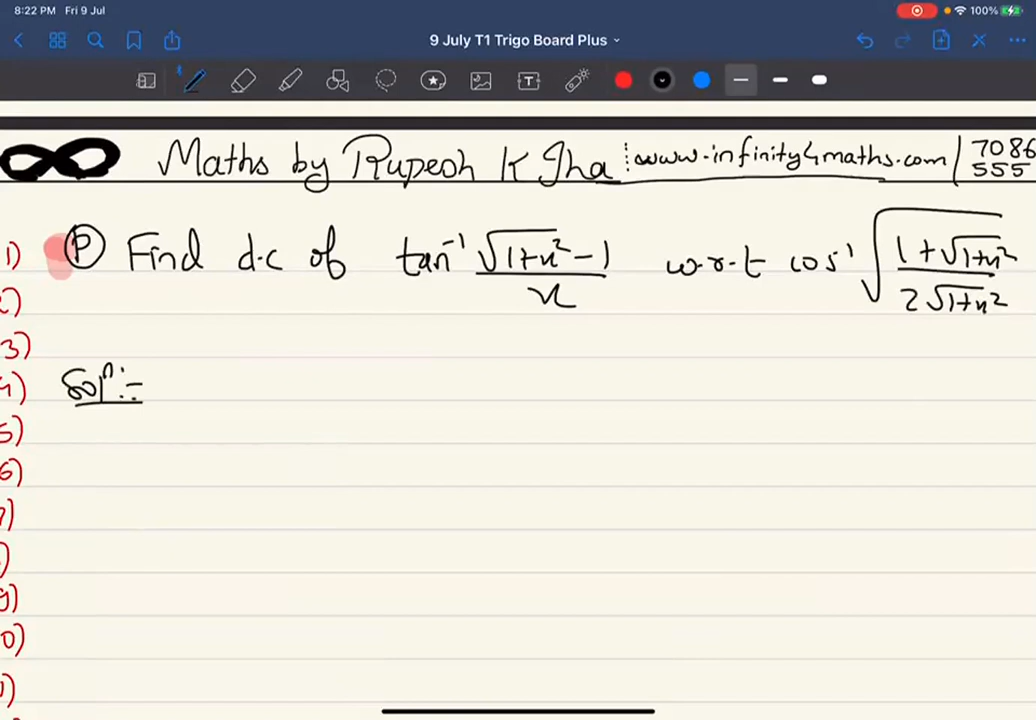 8:22 PM Fri 9 Jul 100%
9 July T1 Trigo Board Plus
Maths by Rupesh K Jha www.infinity4maths.com 7086
555
1) (P) Find d.c of tan⁻¹ (√(1+x²) - 1)/x w.r.t cos⁻¹ √((1+√(1+x²))/(2√(1+x²)))
2)
3)
4) Solⁿ:-
5)
6)
7)
)
9)
0)
1)